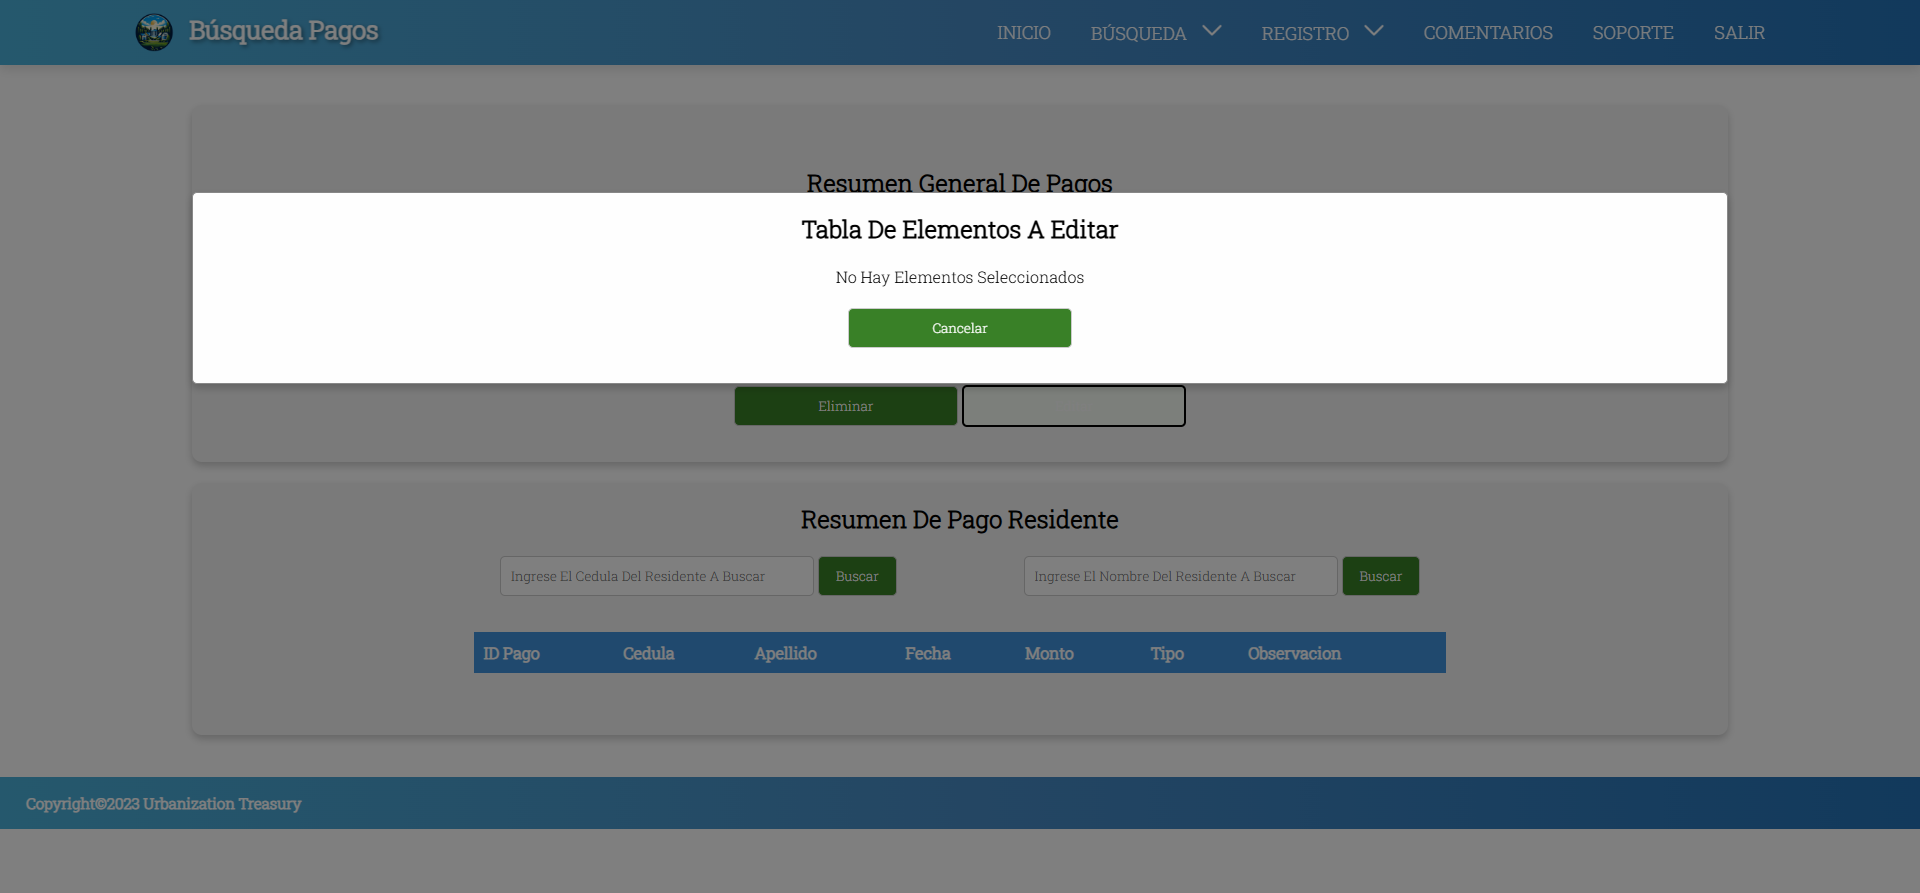 Búsqueda Pagos
INICIO BÚSQUEDA REGISTRO COMENTARIOS SOPORTE SALIR
Resumen General De Pagos
Tabla De Elementos A Editar
No Hay Elementos Seleccionados
Cancelar
Eliminar
Resumen De Pago Residente
Ingrese El Cedula Del Residente A Buscar Buscar Ingrese El Nombre Del Residente A Buscar Buscar
ID Pago Cedula Apellido Fecha Monto Tipo Observacion
Copyright©2023 Urbanization Treasury